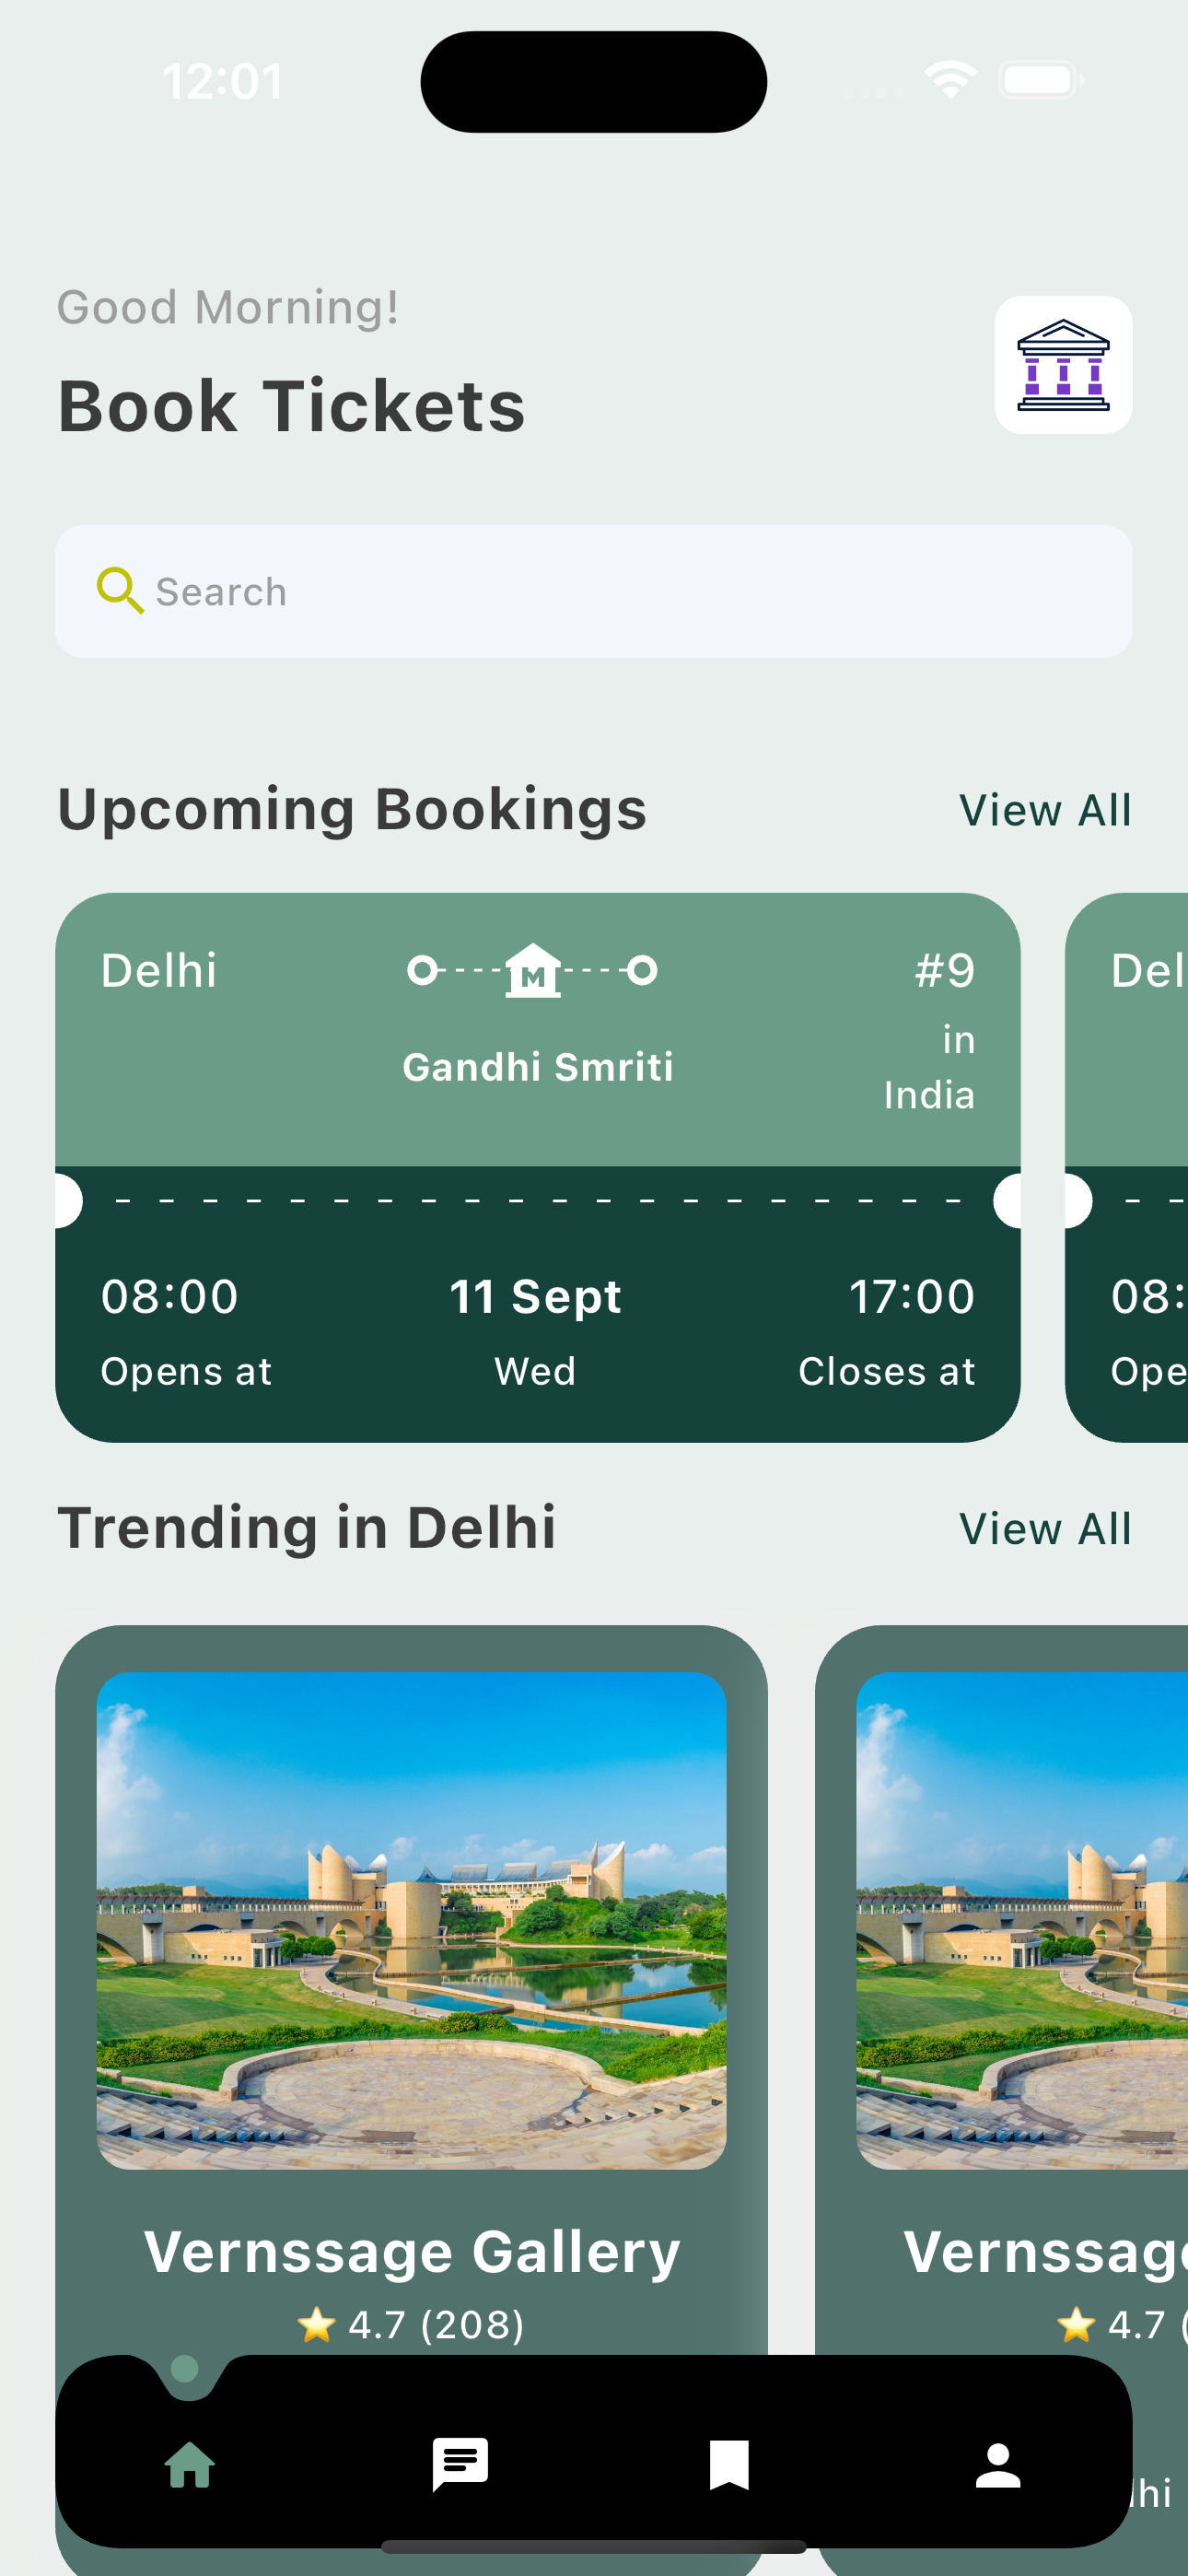 12:01
Good Morning!
Book Tickets
Search
Upcoming Bookings View All
Delhi #9
Gandhi Smriti
in
India
08:00 11 Sept 17:00
Opens at Wed Closes at
Del
08:
Ope
Trending in Delhi View All
Vernssage Gallery
4.7 (208)
Vernssage
4.7 (
lhi